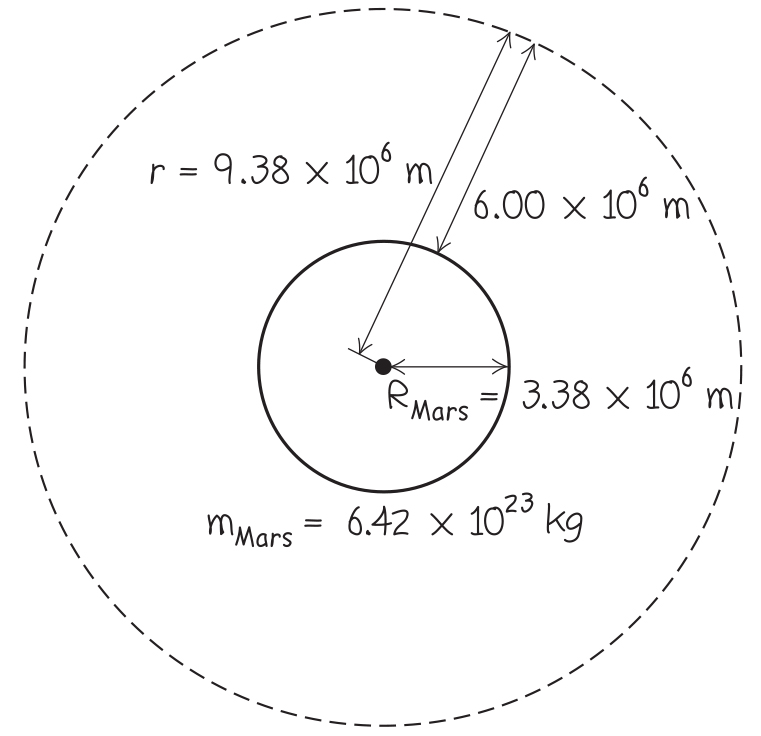 r = 9.38 × 10⁶ m
6.00 × 10⁶ m
R_Mars = 3.38 × 10⁶ m
m_Mars = 6.42 × 10²³ kg